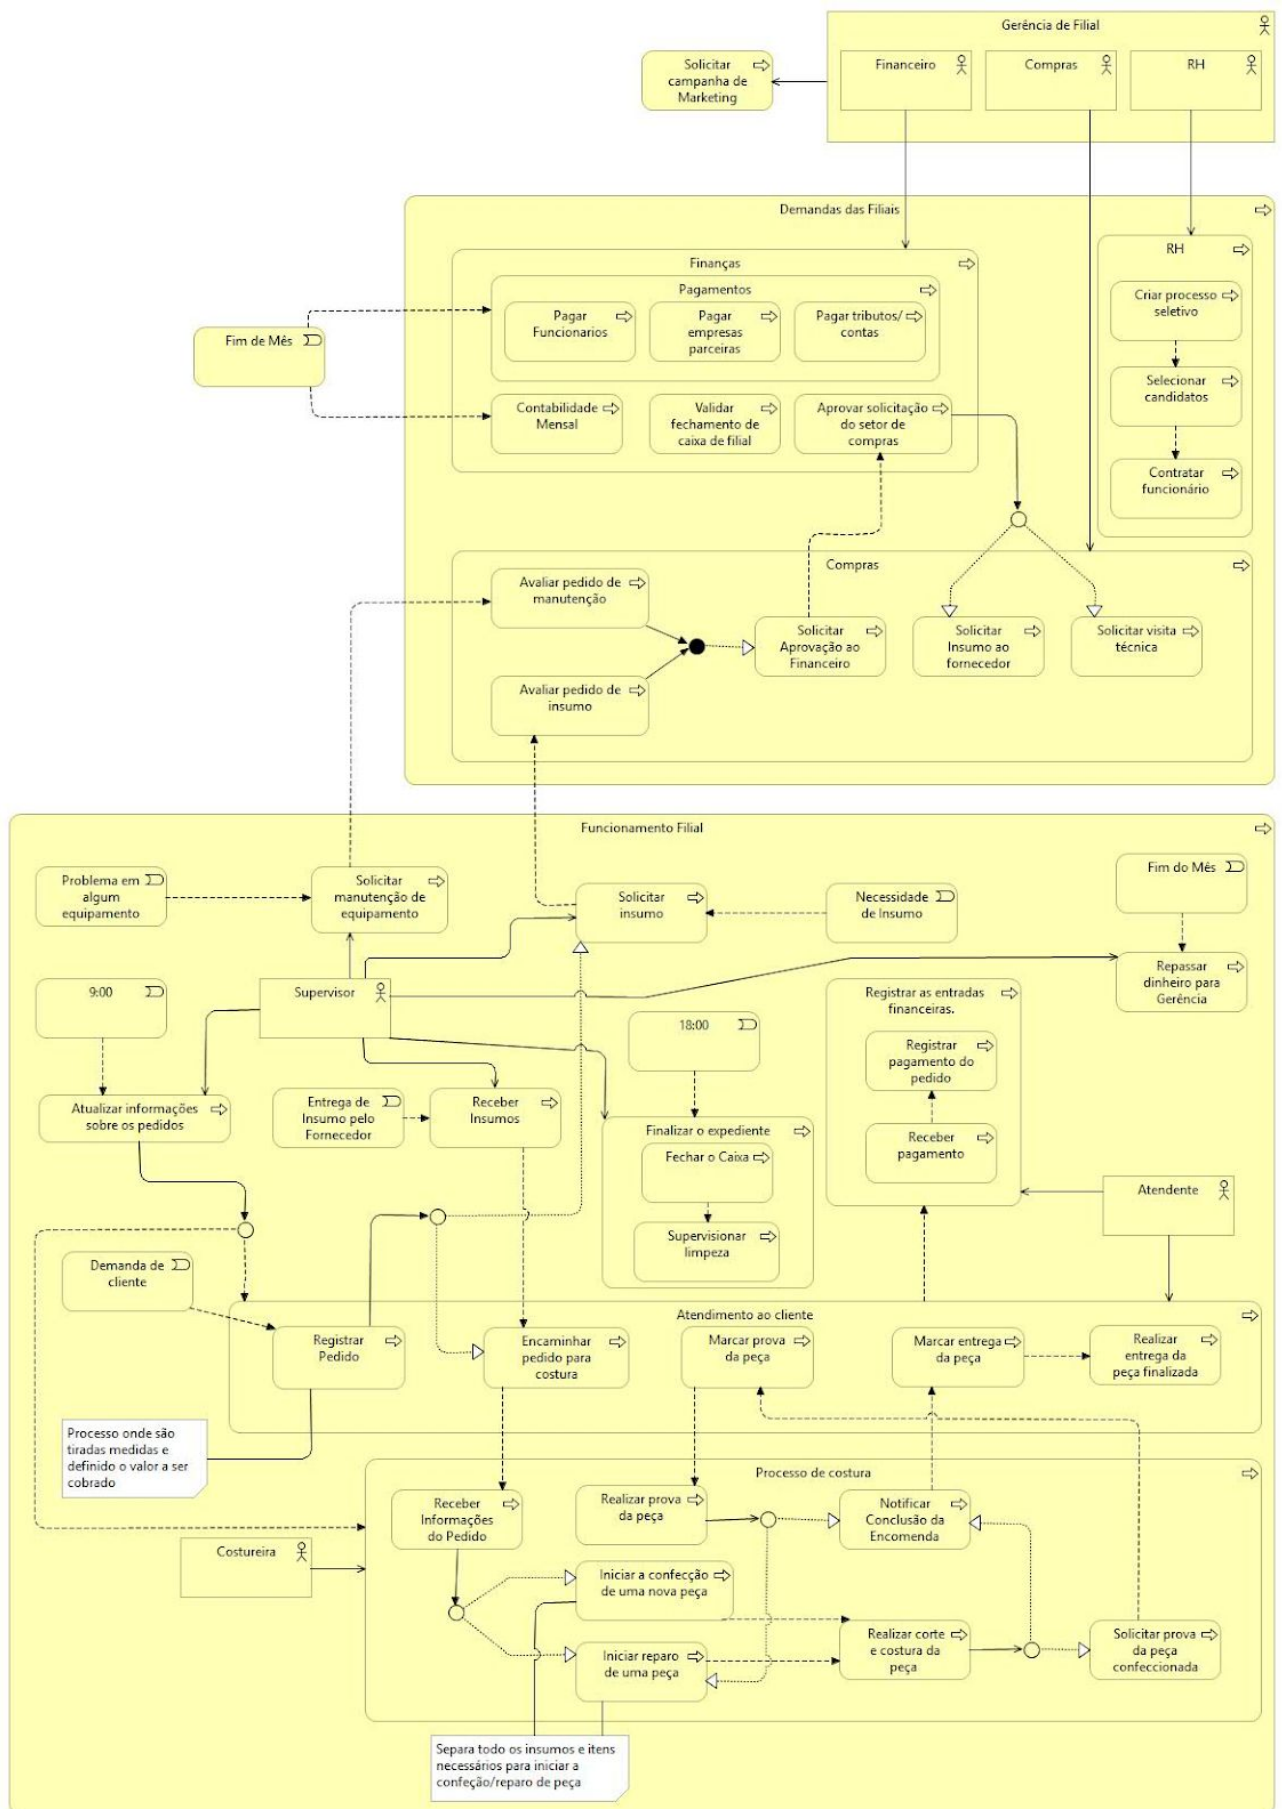 Gerência de Filial
Solicitar
campanha de
Marketing
Financeiro
Compras
RH
Demandas das Filiais
Finanças
RH
Pagamentos
Pagar
Funcionarios
Pagar
empresas
parceiras
Pagar tributos/
contas
Criar processo
seletivo
Fim de Mês
Selecionar
candidatos
Contabilidade
Mensal
Validar
fechamento de
caixa de filial
Aprovar solicitação
do setor de
compras
Contratar
funcionário
Compras
Avaliar pedido de
manutenção
Solicitar
Aprovação ao
Financeiro
Solicitar
Insumo ao
fornecedor
Solicitar visita
técnica
Avaliar pedido de
insumo
Funcionamento Filial
Problema em
algum
equipamento
Solicitar
manutenção de
equipamento
Solicitar
insumo
Necessidade
de Insumo
Fim do Mês
Repassar
dinheiro para
Gerência
9:00
Supervisor
Registrar as entradas
financeiras.
18:00
Registrar
pagamento do
pedido
Atualizar informações
sobre os pedidos
Entrega de
Insumo pelo
Fornecedor
Receber
Insumos
Finalizar o expediente
Fechar o Caixa
Receber
pagamento
Atendente
Supervisionar
limpeza
Demanda de
cliente
Atendimento ao cliente
Registrar
Pedido
Encaminhar
pedido para
costura
Marcar prova
da peça
Marcar entrega
da peça
Realizar
entrega da
peça finalizada
Processo onde são
tiradas medidas e
definido o valor a ser
cobrado
Processo de costura
Receber
Informações
do Pedido
Realizar prova
da peça
Notificar
Conclusão da
Encomenda
Costureira
Iniciar a confecção
de uma nova peça
Iniciar reparo
de uma peça
Realizar corte
e costura da
peça
Solicitar prova
da peça
confeccionada
Separa todo os insumos e itens
necessários para iniciar a
confeção/reparo de peça